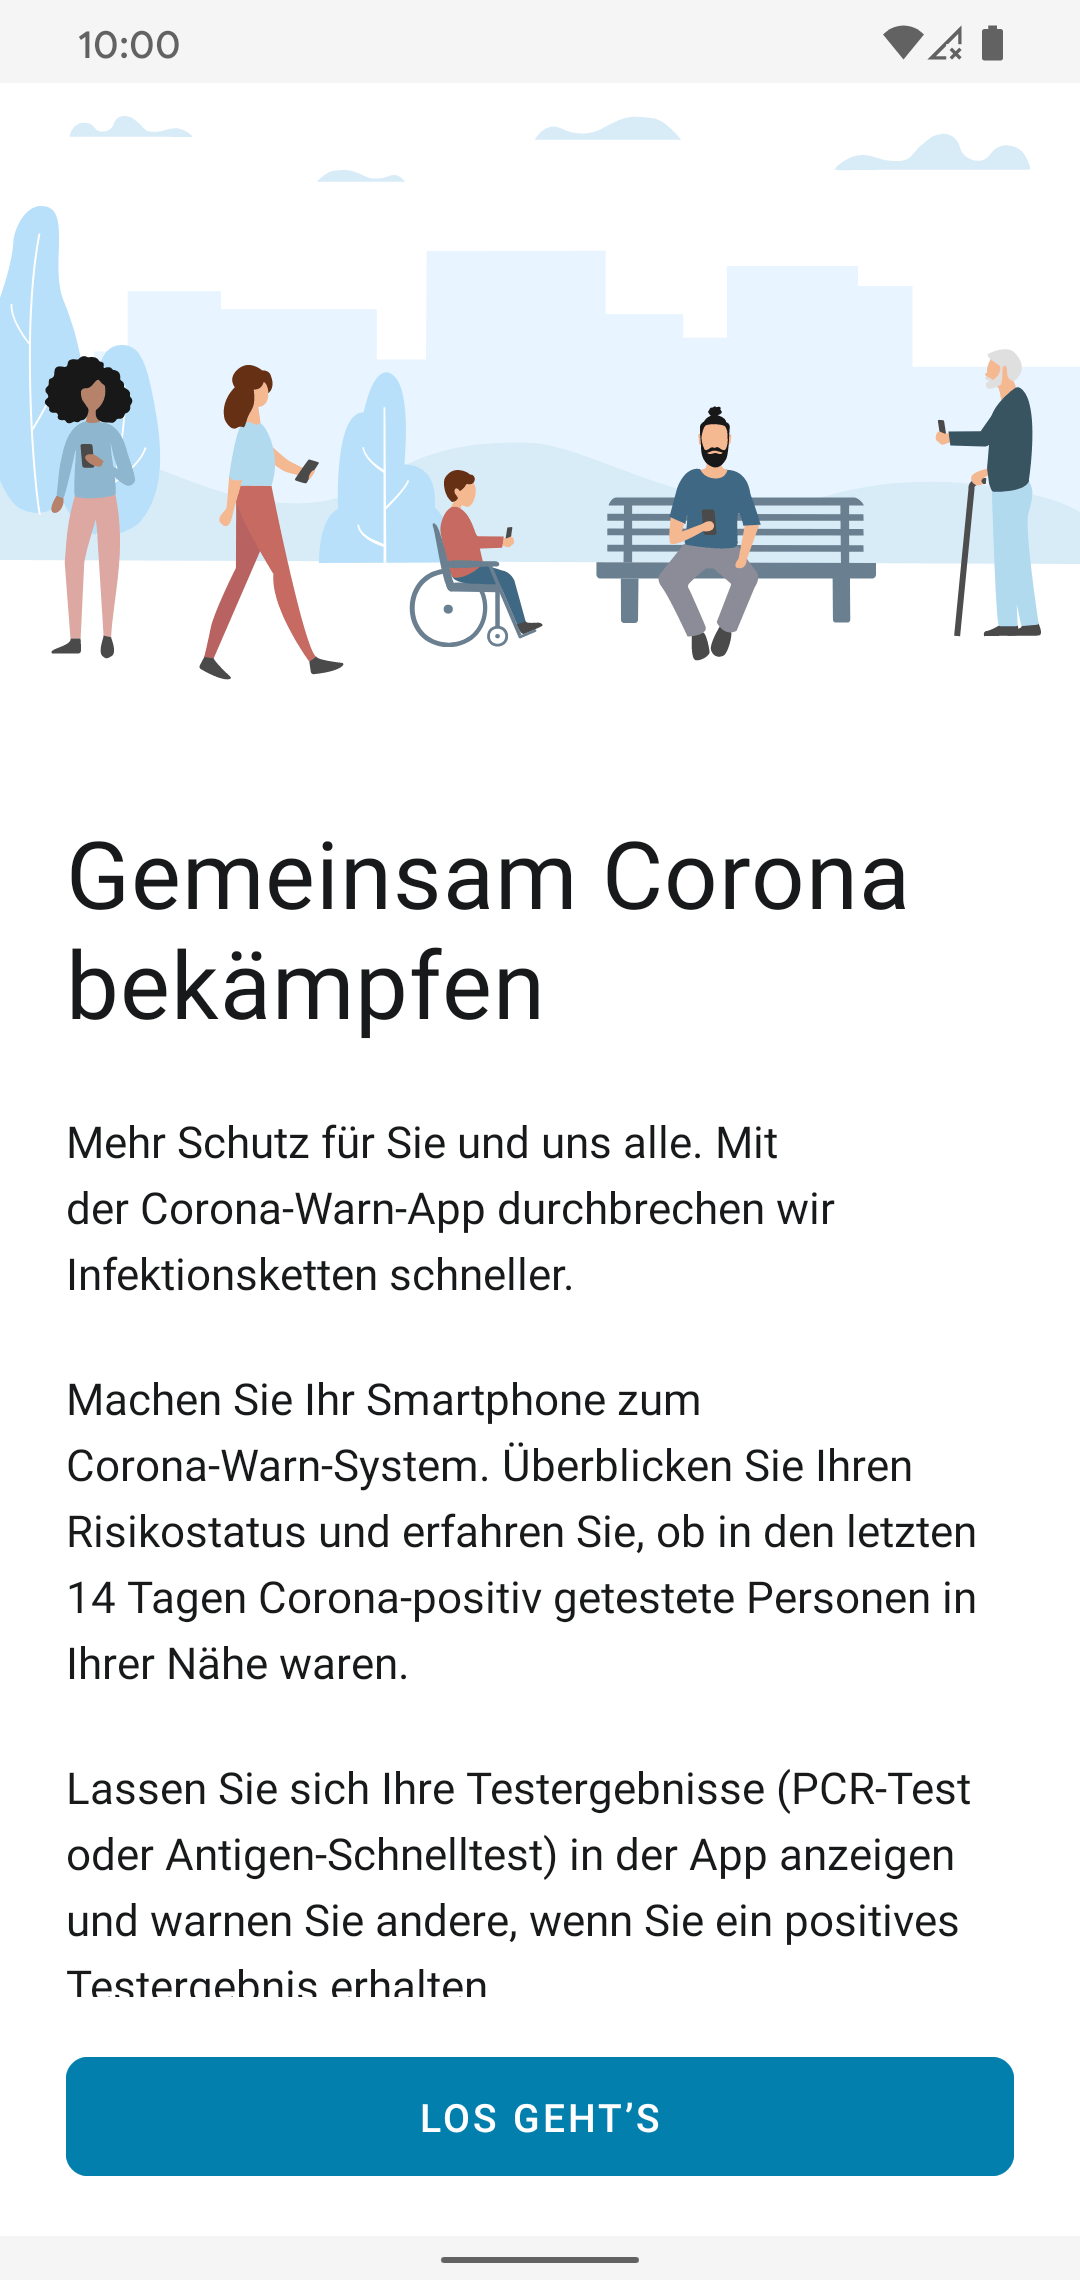 10:00
Gemeinsam Corona
bekämpfen
Mehr Schutz für Sie und uns alle. Mit
der Corona-Warn-App durchbrechen wir
Infektionsketten schneller.
Machen Sie Ihr Smartphone zum
Corona-Warn-System. Überblicken Sie Ihren
Risikostatus und erfahren Sie, ob in den letzten
14 Tagen Corona-positiv getestete Personen in
Ihrer Nähe waren.
Lassen Sie sich Ihre Testergebnisse (PCR-Test
oder Antigen-Schnelltest) in der App anzeigen
und warnen Sie andere, wenn Sie ein positives
Testergebnis erhalten
LOS GEHT’S